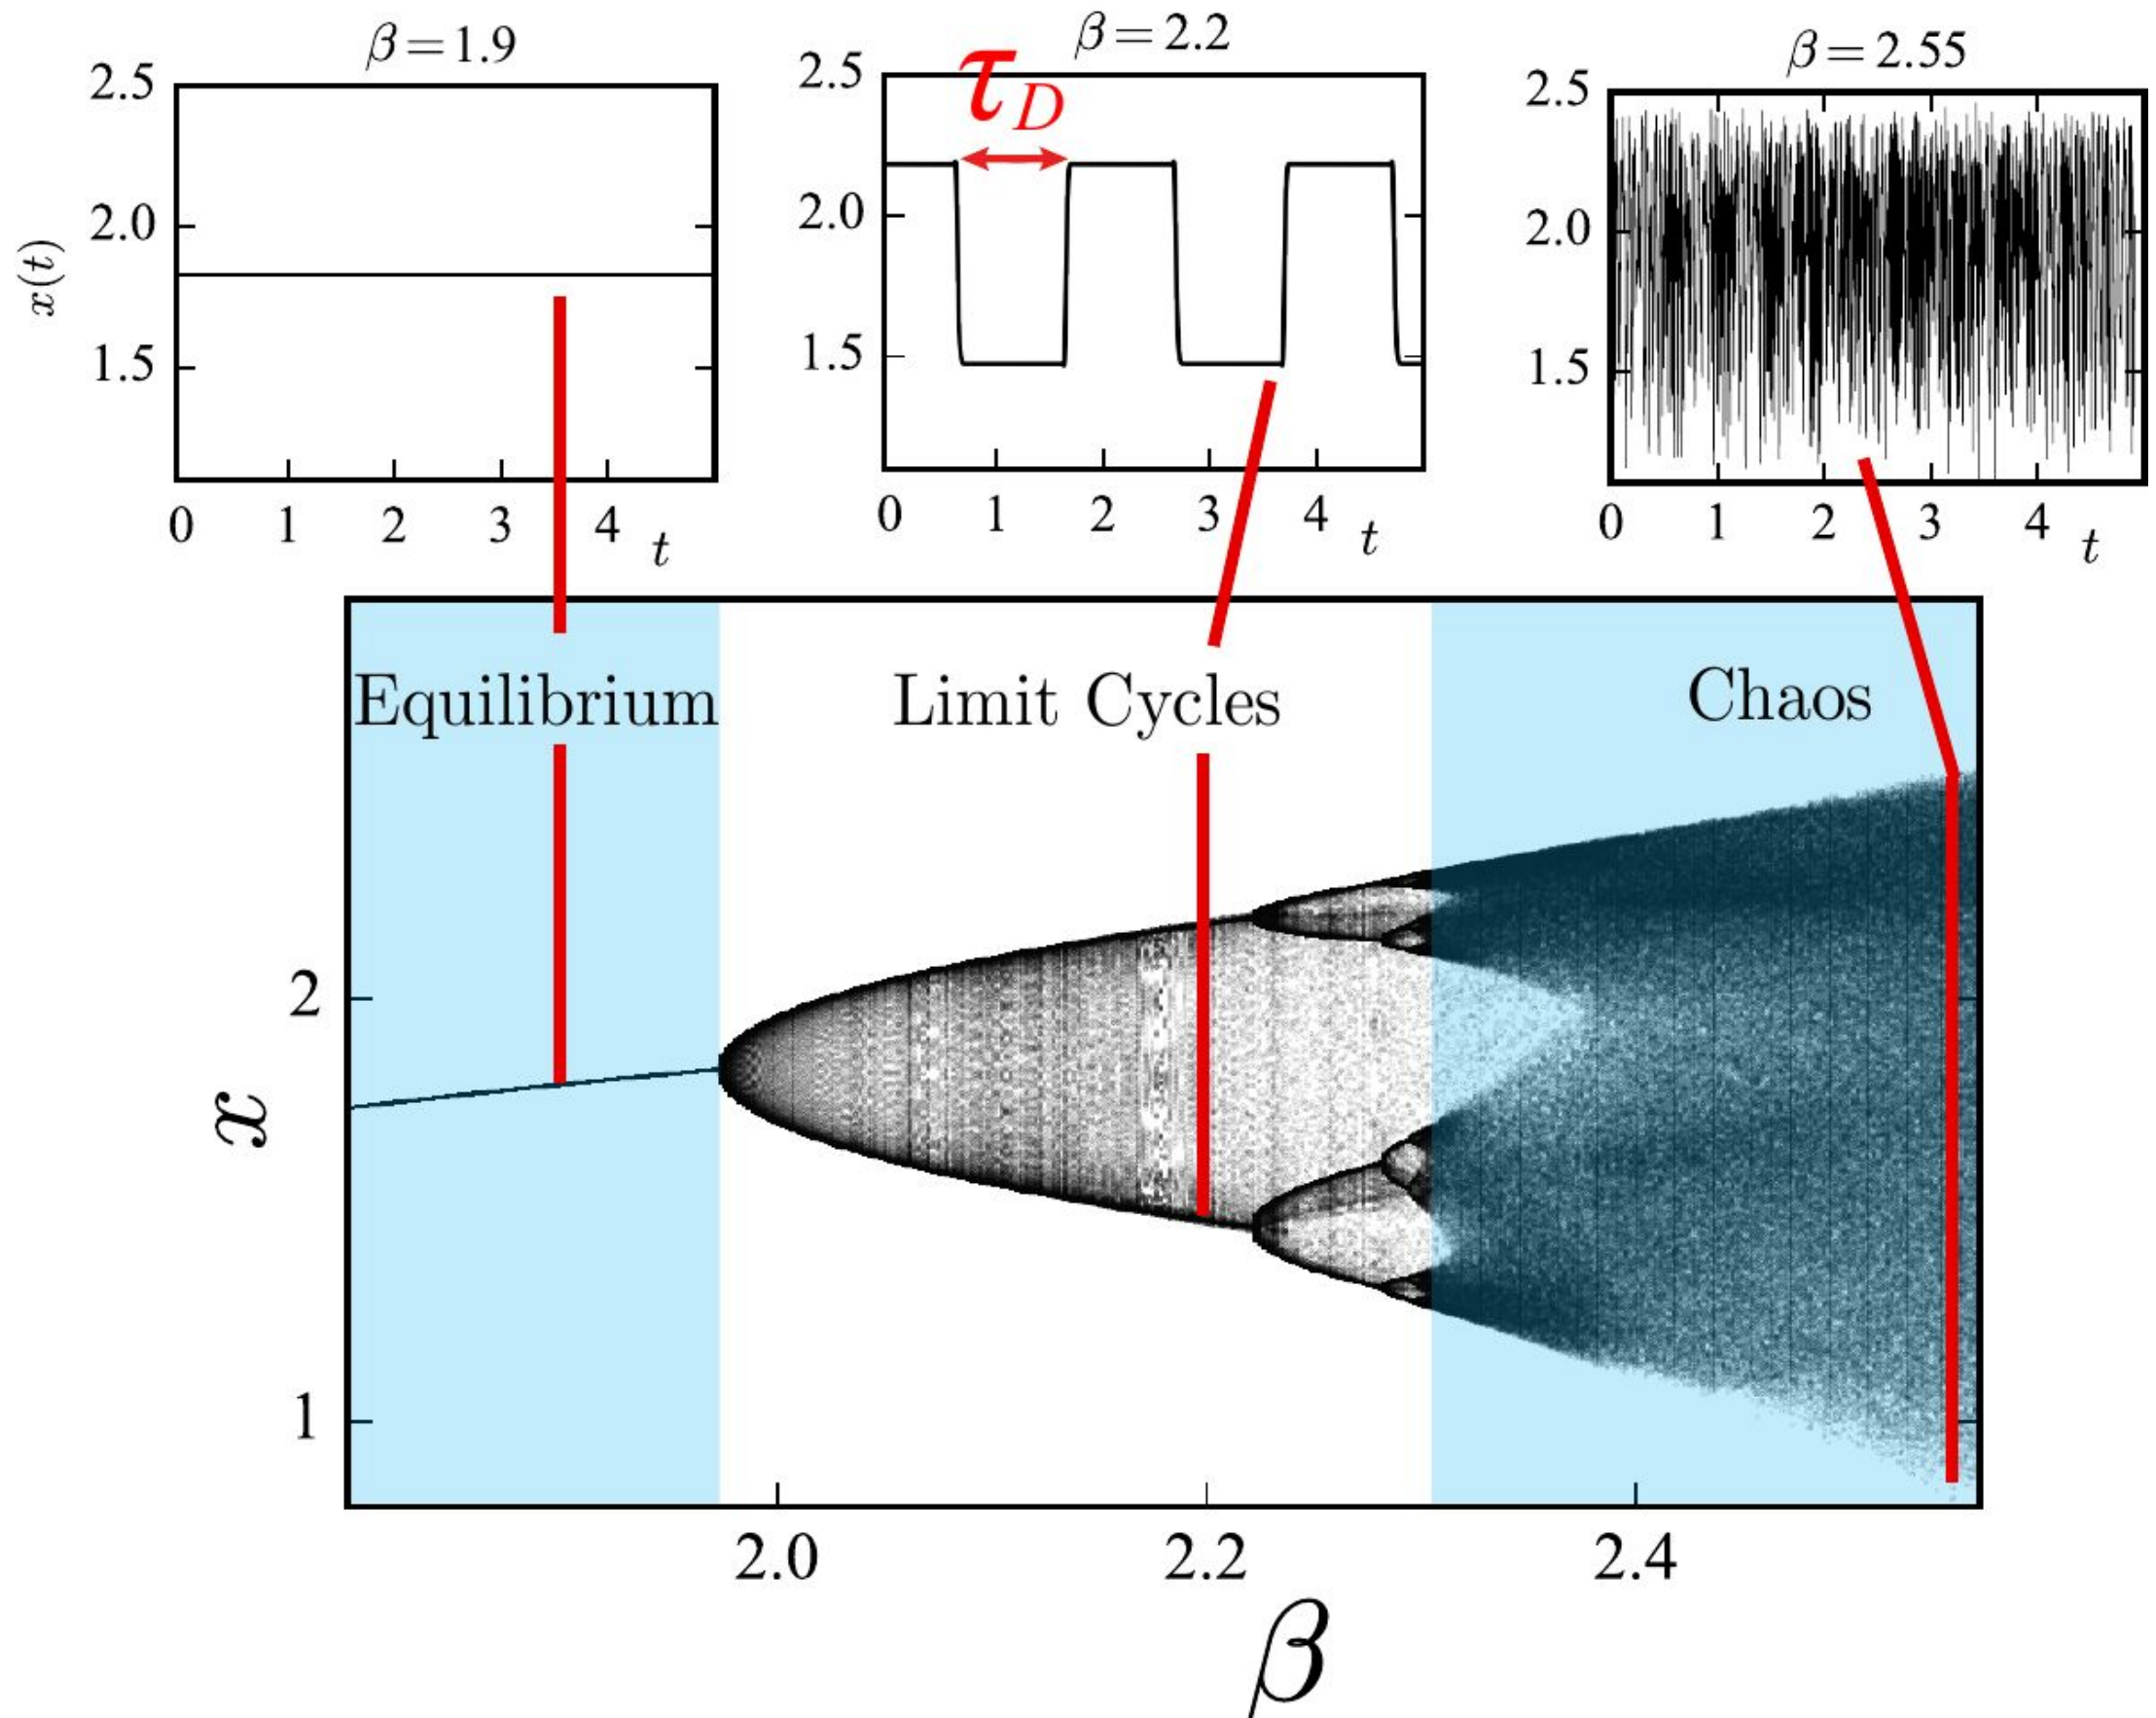 β = 1.9
2.5
2.0
1.5
x(t)
0 1 2 3 4 t
β = 2.2
τD
2.5
2.0
1.5
0 1 2 3 4 t
β = 2.55
2.5
2.0
1.5
0 1 2 3 4 t
Equilibrium
Limit Cycles
Chaos
2
x
1
2.0 2.2 2.4
β